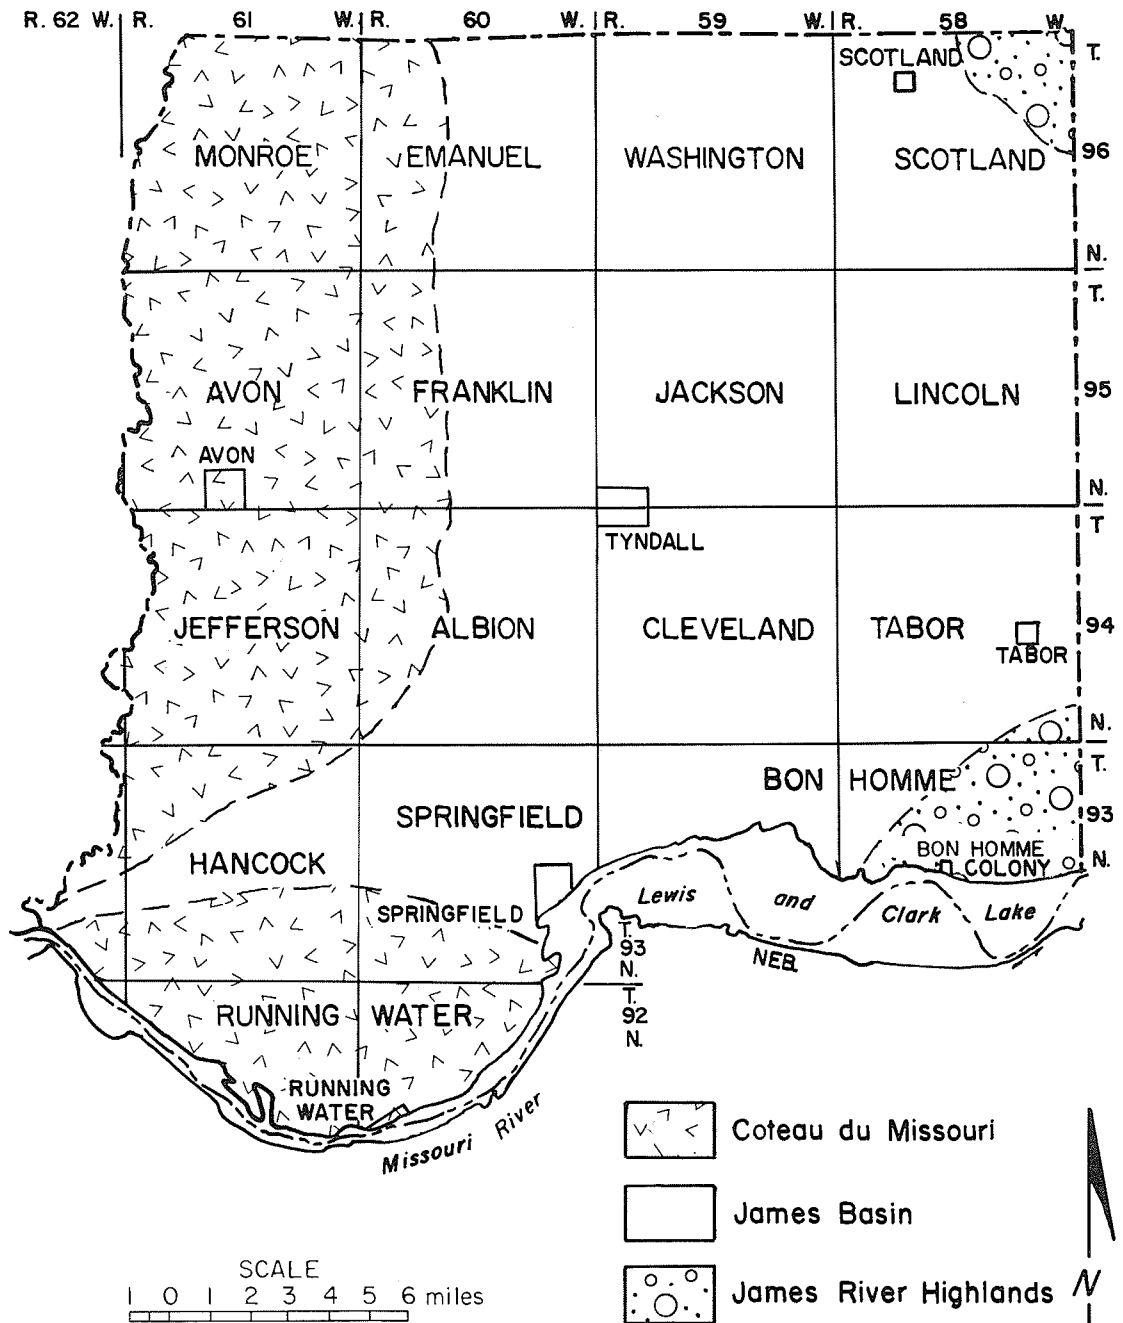 R. 62 W. R. 61 W. R. 60 W. R. 59 W. R. 58 W.
SCOTLAND
T.
96
N.
MONROE EMANUEL WASHINGTON SCOTLAND
T.
95
N.
AVON FRANKLIN JACKSON LINCOLN
AVON
TYNDALL
T
94
N.
JEFFERSON ALBION CLEVELAND TABOR
TABOR
T.
93
N.
BON HOMME
SPRINGFIELD
HANCOCK
BON HOMME
COLONY
SPRINGFIELD
Lewis and Clark Lake
T.
93
N.
NEB.
T.
92
N.
RUNNING WATER
RUNNING
WATER
Missouri River
Coteau du Missouri
James Basin
James River Highlands
N
SCALE
1 0 1 2 3 4 5 6 miles